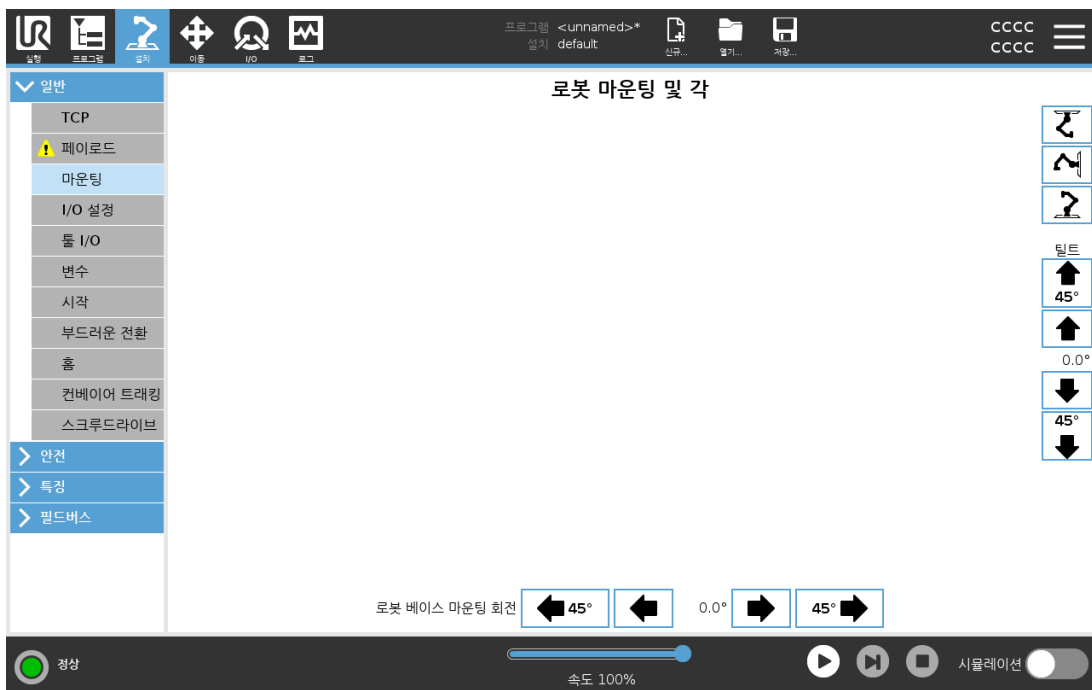 프로그램 <unnamed>*
설치 default
cccc
cccc
실행 프로그램 설치 이동 I/O 로그 신규... 열기... 저장...
일반
로봇 마운팅 및 각
TCP
페이로드
마운팅
I/O 설정
툴 I/O
틸트
변수
시작
45°
부드러운 전환
홈
0.0°
컨베이어 트래킹
스크루드라이브
45°
안전
특징
필드버스
로봇 베이스 마운팅 회전 45° 0.0° 45°
정상
시뮬레이션
속도 100%